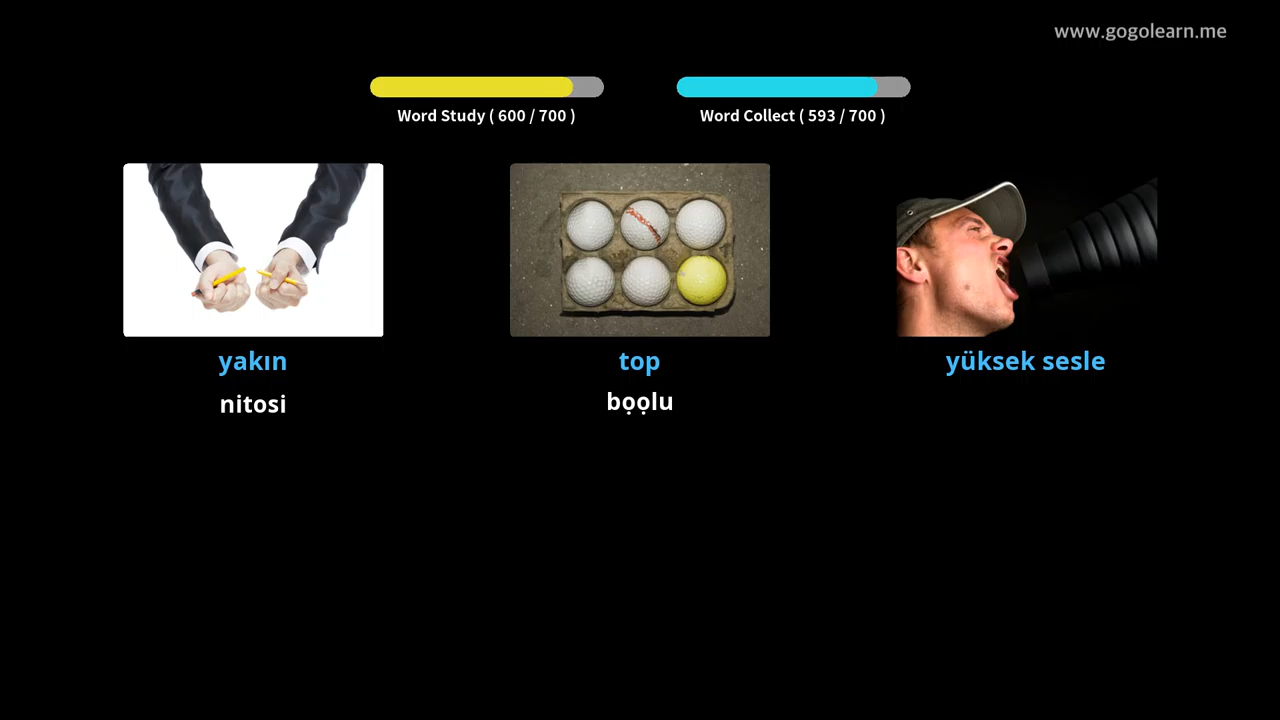 www.gogolearn.me
Word Study ( 600 / 700 )
Word Collect ( 593 / 700 )
yakın
top
yüksek sesle
nitosi
bọọlu